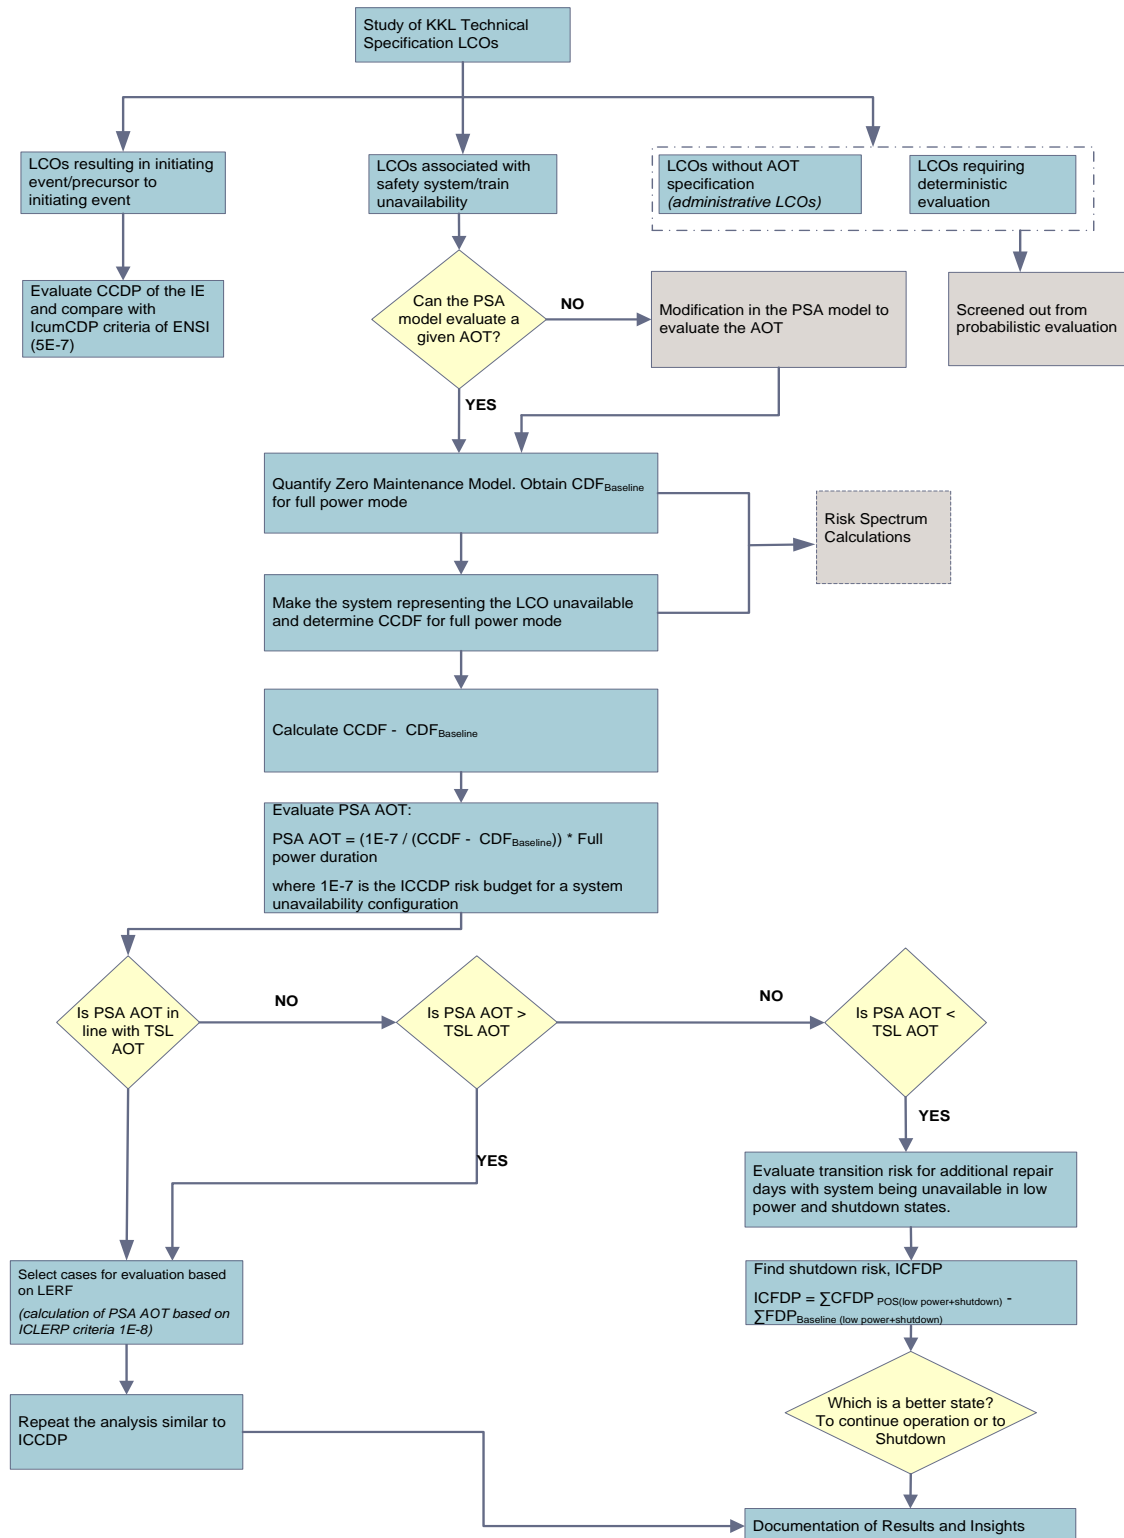 Study of KKL Technical
Specification LCOs
LCOs resulting in initiating
event/precursor to
initiating event
LCOs associated with
safety system/train
unavailability
LCOs without AOT
specification
(administrative LCOs)
LCOs requiring
deterministic
evaluation
Evaluate CCDP of the IE
and compare with
IcumCDP criteria of ENSI
(5E-7)
Can the PSA
model evaluate a
given AOT?
NO
Modification in the PSA model to
evaluate the AOT
Screened out from
probabilistic evaluation
YES
Quantify Zero Maintenance Model. Obtain CDFBaseline
for full power mode
Risk Spectrum
Calculations
Make the system representing the LCO unavailable
and determine CCDF for full power mode
Calculate CCDF - CDFBaseline
Evaluate PSA AOT:
PSA AOT = (1E-7 / (CCDF - CDFBaseline)) * Full
power duration
where 1E-7 is the ICCDP risk budget for a system
unavailability configuration
Is PSA AOT in
line with TSL
AOT
NO
Is PSA AOT >
TSL AOT
NO
Is PSA AOT <
TSL AOT
YES
YES
Evaluate transition risk for additional repair
days with system being unavailable in low
power and shutdown states.
Select cases for evaluation based
on LERF
(calculation of PSA AOT based on
ICLERP criteria 1E-8)
Find shutdown risk, ICFDP
ICFDP = ∑CFDP POS(low power+shutdown) -
∑FDPBaseline (low power+shutdown)
Repeat the analysis similar to
ICCDP
Which is a better state?
To continue operation or to
Shutdown
Documentation of Results and Insights